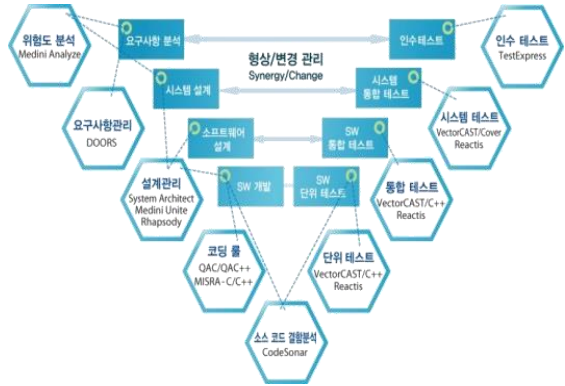 위험도 분석
Medini Analyze
요구사항 분석
인수테스트
인수 테스트
TestExpress
형상/변경 관리
Synergy/Change
시스템 설계
시스템
통합 테스트
요구사항관리
DOORS
시스템 테스트
VectorCAST/Cover
Reactis
소프트웨어
설계
SW
통합 테스트
설계관리
System Architect
Medini Unite
Rhapsody
SW 개발
SW
단위 테스트
통합 테스트
VectorCAST/C++
Reactis
코딩 룰
QAC/QAC++
MISRA-C/C++
단위 테스트
VectorCAST/C++
Reactis
소스 코드 결함분석
CodeSonar